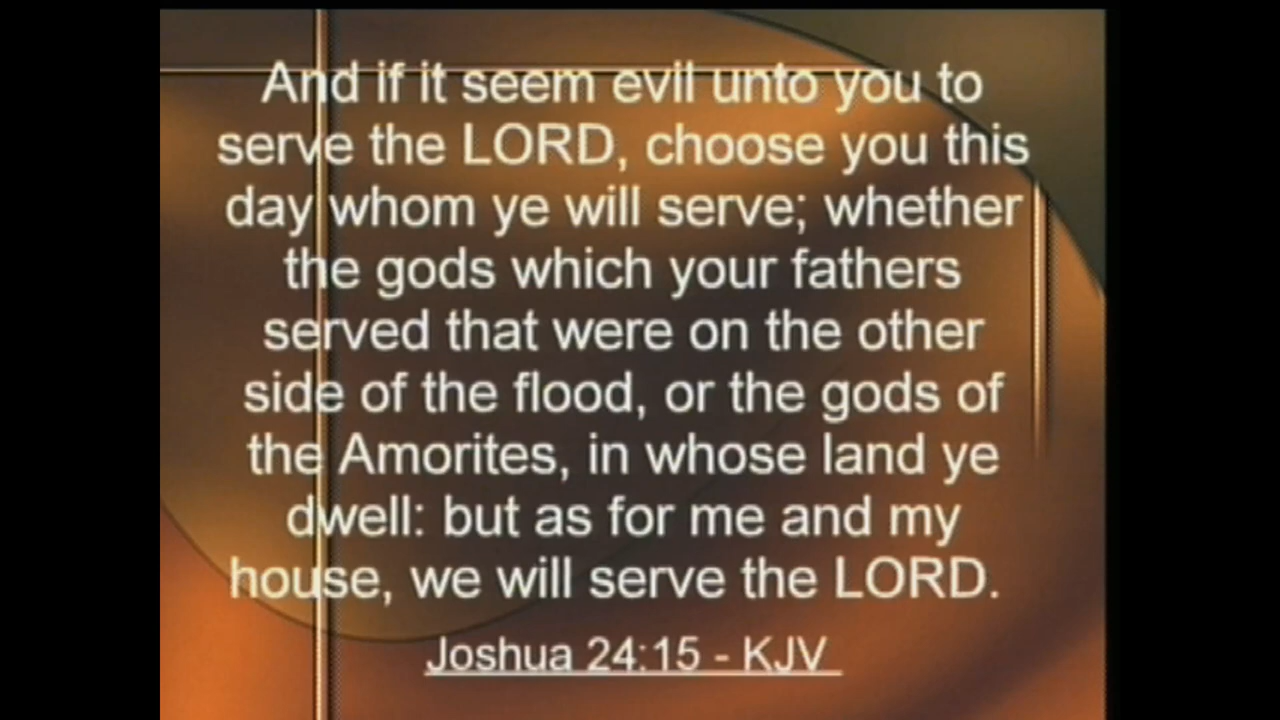 And if it seem evil unto you to
serve the LORD, choose you this
day whom ye will serve; whether
the gods which your fathers
served that were on the other
side of the flood, or the gods of
the Amorites, in whose land ye
dwell: but as for me and my
house, we will serve the LORD.
Joshua 24:15 - KJV